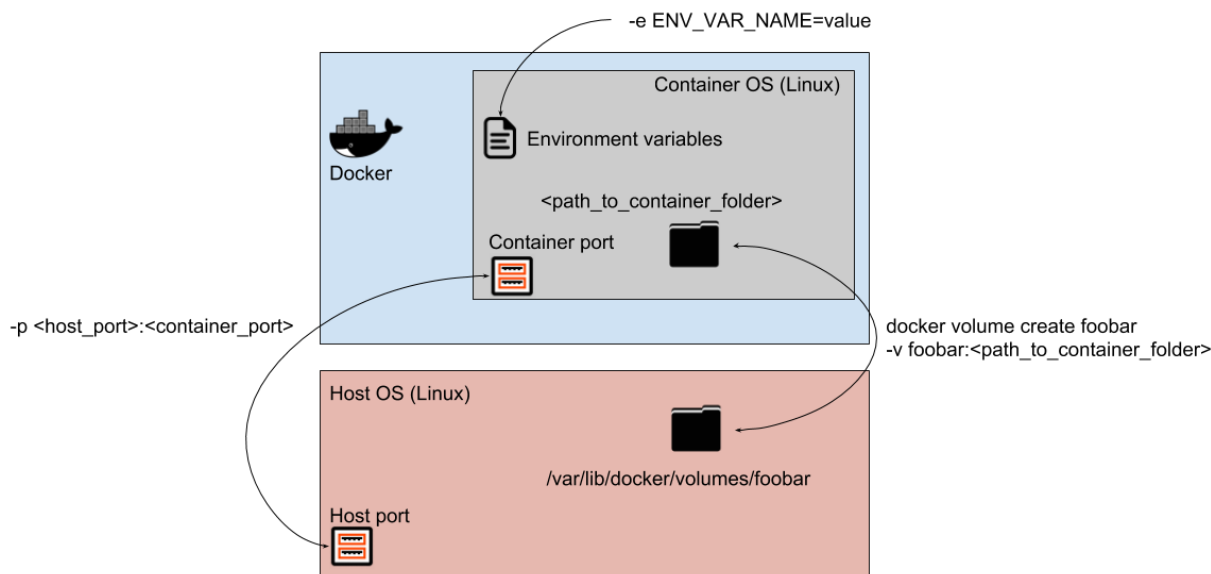 -e ENV_VAR_NAME=value
Container OS (Linux)
Environment variables
Docker
<path_to_container_folder>
Container port
-p <host_port>:<container_port>
docker volume create foobar
-v foobar:<path_to_container_folder>
Host OS (Linux)
/var/lib/docker/volumes/foobar
Host port